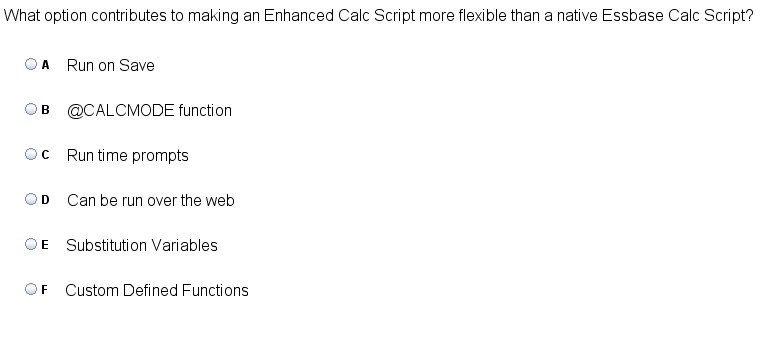 What option contributes to making an Enhanced Calc Script more flexible than a native Essbase Calc Script?
A Run on Save
B @CALCMODE function
C Run time prompts
D Can be run over the web
E Substitution Variables
F Custom Defined Functions